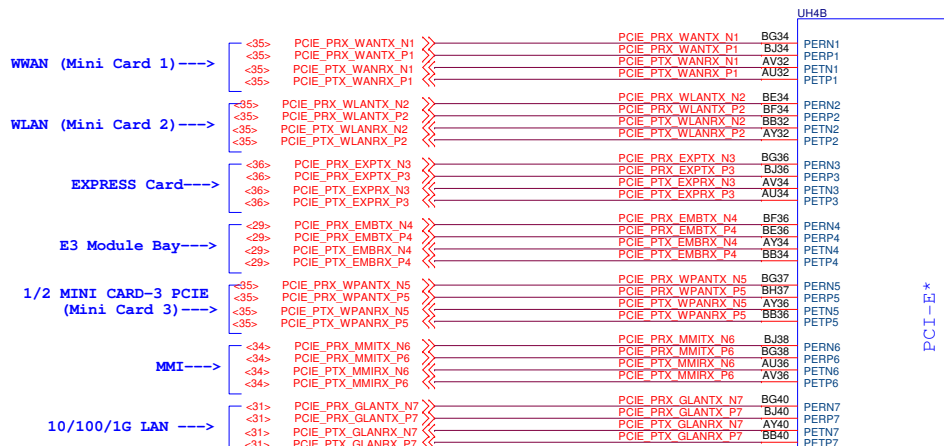 UH4B
<35> PCIE_PRX_WANTX_N1 PCIE_PRX_WANTX_N1 BG34 PERN1
<35> PCIE_PRX_WANTX_P1 PCIE_PRX_WANTX_P1 BJ34 PERP1
WWAN (Mini Card 1)--->
<35> PCIE_PTX_WANRX_N1 PCIE_PTX_WANRX_N1 AV32 PETN1
<35> PCIE_PTX_WANRX_P1 PCIE_PTX_WANRX_P1 AU32 PETP1
<35> PCIE_PRX_WLANTX_N2 PCIE_PRX_WLANTX_N2 BE34 PERN2
<35> PCIE_PRX_WLANTX_P2 PCIE_PRX_WLANTX_P2 BF34 PERP2
WLAN (Mini Card 2)--->
<35> PCIE_PTX_WLANRX_N2 PCIE_PTX_WLANRX_N2 BB32 PETN2
<35> PCIE_PTX_WLANRX_P2 PCIE_PTX_WLANRX_P2 AY32 PETP2
<36> PCIE_PRX_EXPTX_N3 PCIE_PRX_EXPTX_N3 BG36 PERN3
<36> PCIE_PRX_EXPTX_P3 PCIE_PRX_EXPTX_P3 BJ36 PERP3
EXPRESS Card--->
<36> PCIE_PTX_EXPRX_N3 PCIE_PTX_EXPRX_N3 AV34 PETN3
<36> PCIE_PTX_EXPRX_P3 PCIE_PTX_EXPRX_P3 AU34 PETP3
<29> PCIE_PRX_EMBTX_N4 PCIE_PRX_EMBTX_N4 BF36 PERN4
<29> PCIE_PRX_EMBTX_P4 PCIE_PRX_EMBTX_P4 BE36 PERP4
E3 Module Bay--->
<29> PCIE_PTX_EMBRX_N4 PCIE_PTX_EMBRX_N4 AY34 PETN4
<29> PCIE_PTX_EMBRX_P4 PCIE_PTX_EMBRX_P4 BB34 PETP4
<35> PCIE_PRX_WPANTX_N5 PCIE_PRX_WPANTX_N5 BG37 PERN5
1/2 MINI CARD-3 PCIE
<35> PCIE_PRX_WPANTX_P5 PCIE_PRX_WPANTX_P5 BH37 PERP5
(Mini Card 3)--->
<35> PCIE_PTX_WPANRX_N5 PCIE_PTX_WPANRX_N5 AY36 PETN5
<35> PCIE_PTX_WPANRX_P5 PCIE_PTX_WPANRX_P5 BB36 PETP5
PCI-E*
<34> PCIE_PRX_MMITX_N6 PCIE_PRX_MMITX_N6 BJ38 PERN6
<34> PCIE_PRX_MMITX_P6 PCIE_PRX_MMITX_P6 BG38 PERP6
MMI--->
<34> PCIE_PTX_MMIRX_N6 PCIE_PTX_MMIRX_N6 AU36 PETN6
<34> PCIE_PTX_MMIRX_P6 PCIE_PTX_MMIRX_P6 AV36 PETP6
<31> PCIE_PRX_GLANTX_N7 PCIE_PRX_GLANTX_N7 BG40 PERN7
<31> PCIE_PRX_GLANTX_P7 PCIE_PRX_GLANTX_P7 BJ40 PERP7
10/100/1G LAN --->
<31> PCIE_PTX_GLANRX_N7 PCIE_PTX_GLANRX_N7 AY40 PETN7
<31> PCIE_PTX_GLANRX_P7 PCIE_PTX_GLANRX_P7 BB40 PETP7